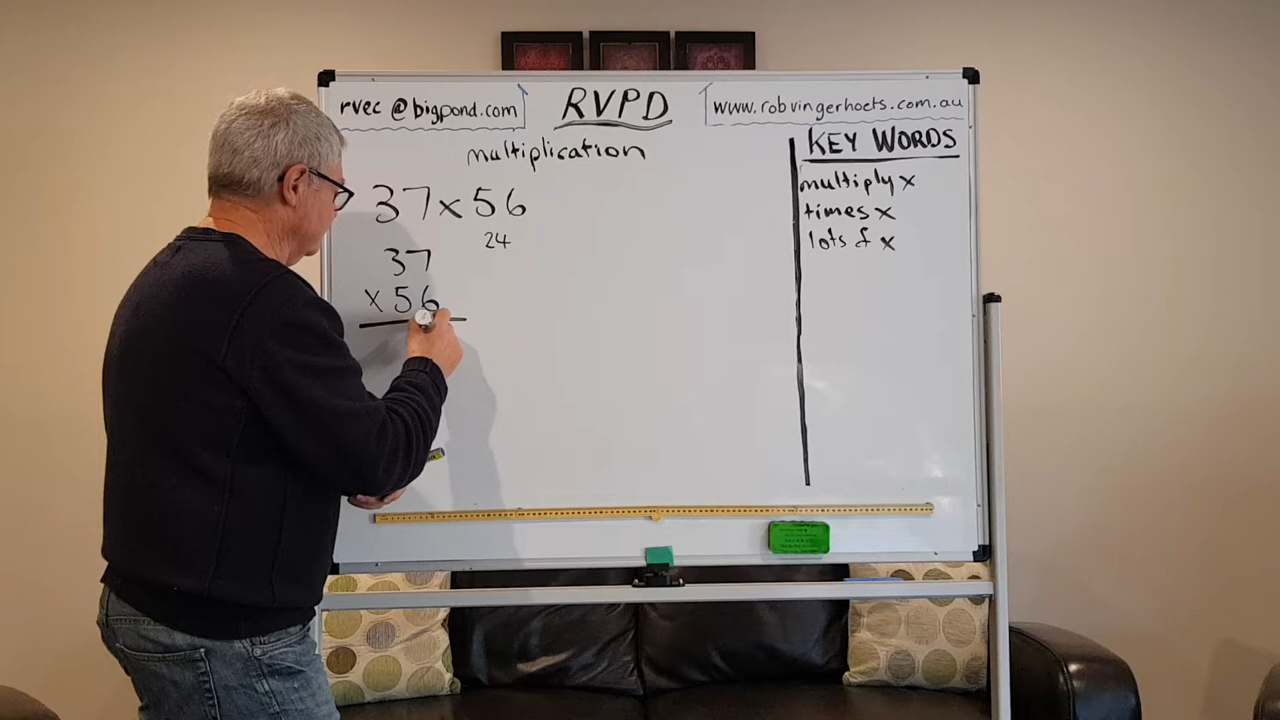 rvec @bigpond.com
RVPD
www.robvingerhoets.com.au
multiplication
37 x 56
24
37
x 56
KEY WORDS
multiply x
times x
lots of x